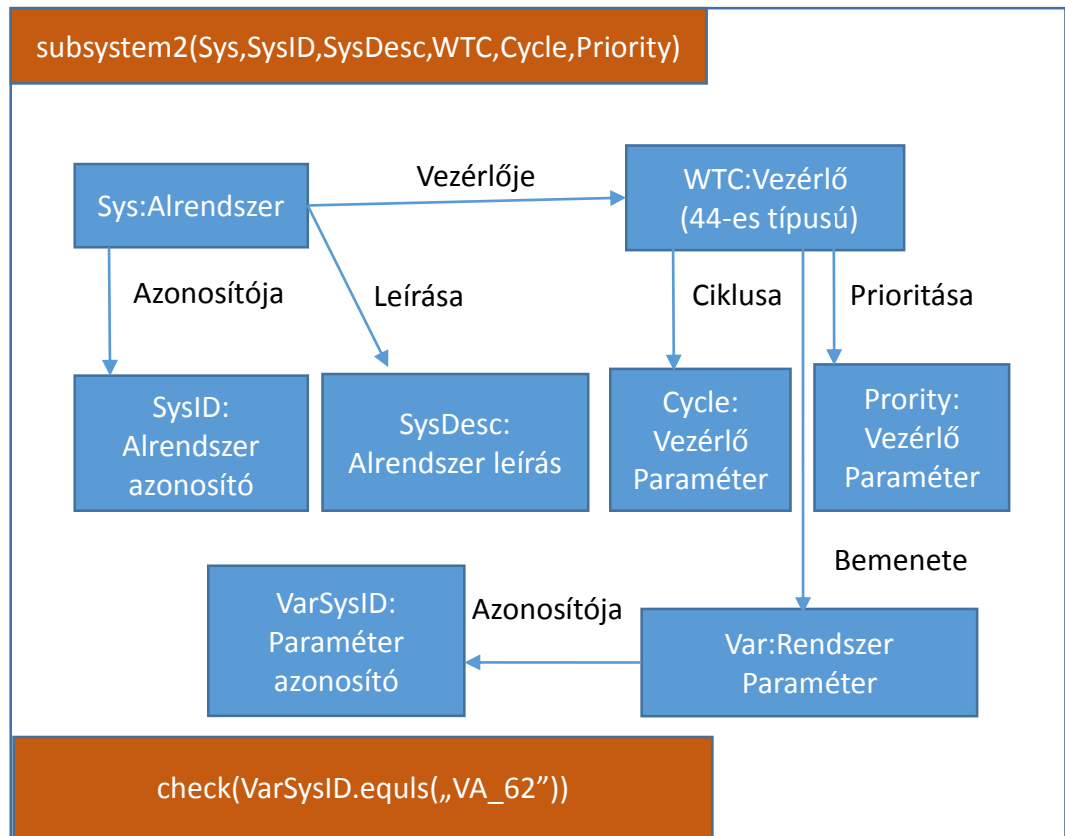 subsystem2(Sys,SysID,SysDesc,WTC,Cycle,Priority)
Sys:Alrendszer
Vezérlője
WTC:Vezérlő
(44-es típusú)
Azonosítója
Leírása
Ciklusa
Prioritása
SysID:
Alrendszer
azonosító
SysDesc:
Alrendszer leírás
Cycle:
Vezérlő
Paraméter
Prority:
Vezérlő
Paraméter
Bemenete
VarSysID:
Paraméter
azonosító
Azonosítója
Var:Rendszer
Paraméter
check(VarSysID.equls(„VA_62”))